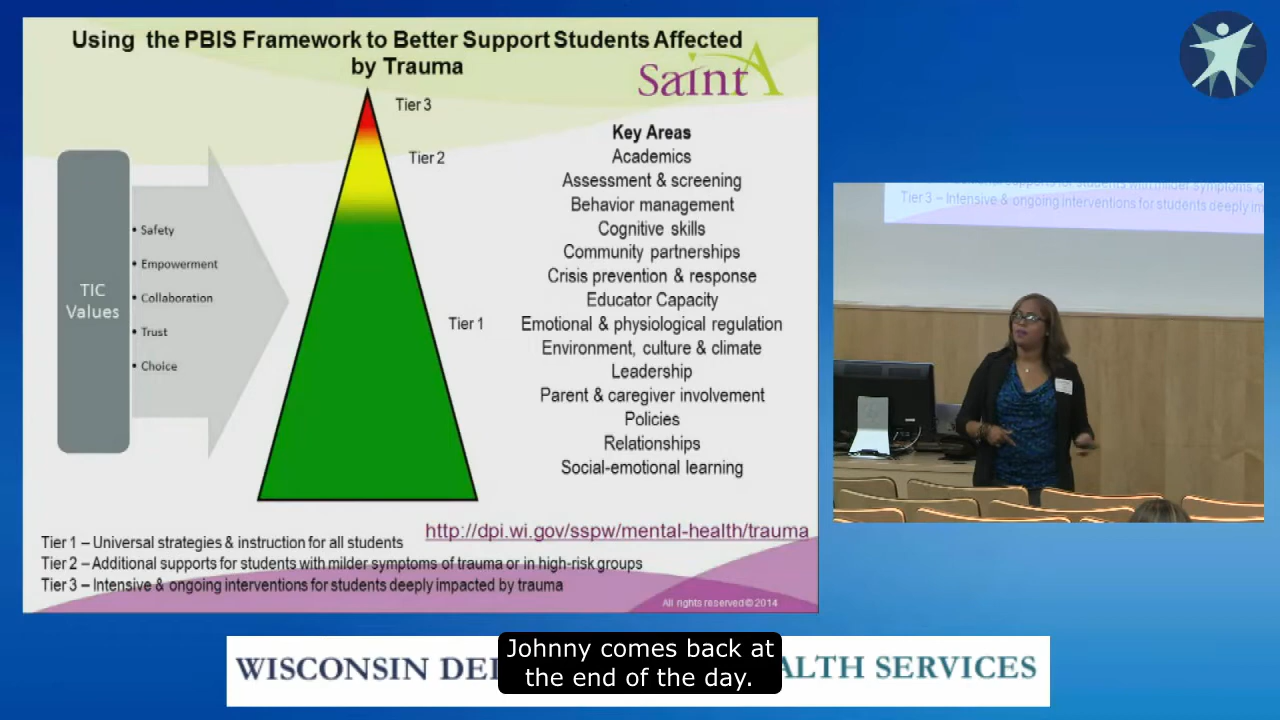 Using the PBIS Framework to Better Support Students Affected
by Trauma
SaintA
Tier 3
Tier 2
Tier 1
TIC
Values
• Safety
• Empowerment
• Collaboration
• Trust
• Choice
Key Areas
Academics
Assessment & screening
Behavior management
Cognitive skills
Community partnerships
Crisis prevention & response
Educator Capacity
Emotional & physiological regulation
Environment, culture & climate
Leadership
Parent & caregiver involvement
Policies
Relationships
Social-emotional learning
http://dpi.wi.gov/sspw/mental-health/trauma
Tier 1 – Universal strategies & instruction for all students
Tier 2 – Additional supports for students with milder symptoms of trauma or in high-risk groups
Tier 3 – Intensive & ongoing interventions for students deeply impacted by trauma
All rights reserved © 2014
supports for students with milder symptoms
Tier 3 – Intensive & ongoing interventions for students deeply im
WISCONSIN DE
ALTH SERVICES
Johnny comes back at
the end of the day.